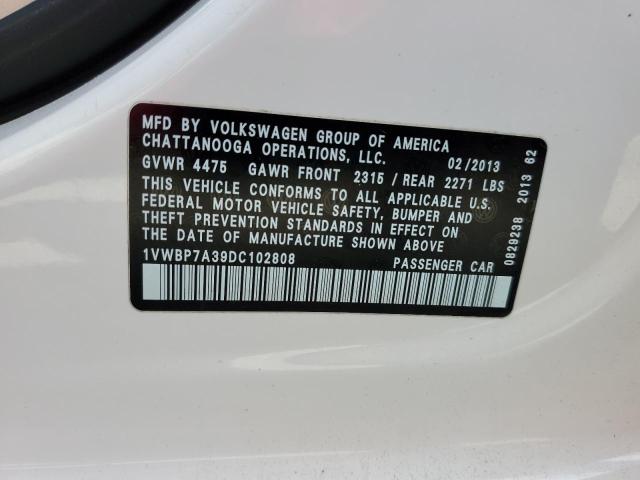 MFD BY VOLKSWAGEN GROUP OF AMERICA
CHATTANOOGA OPERATIONS, LLC. 02/2013
GVWR 4475 GAWR FRONT 2315 / REAR 2271 LBS
THIS VEHICLE CONFORMS TO ALL APPLICABLE U.S.
FEDERAL MOTOR VEHICLE SAFETY, BUMPER AND
THEFT PREVENTION STANDARDS IN EFFECT ON
THE DATE OF MANUFACTURE SHOWN ABOVE
1VWBP7A39DC102808 PASSENGER CAR
0829238 2013 62